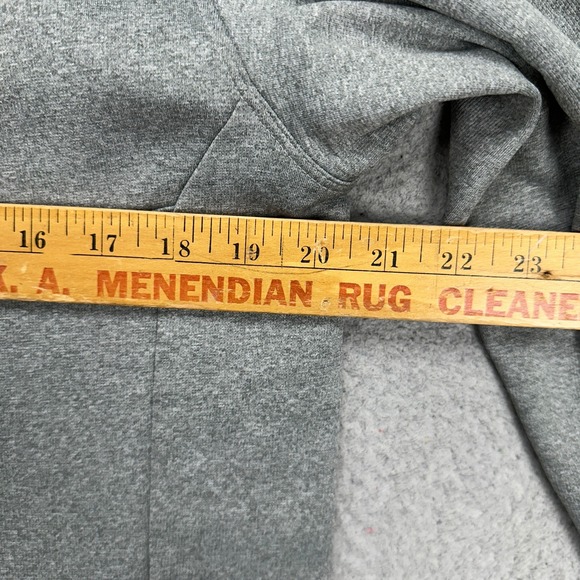 16 17 18 19 20 21 22 23
K. A. MENENDIAN RUG CLEANE